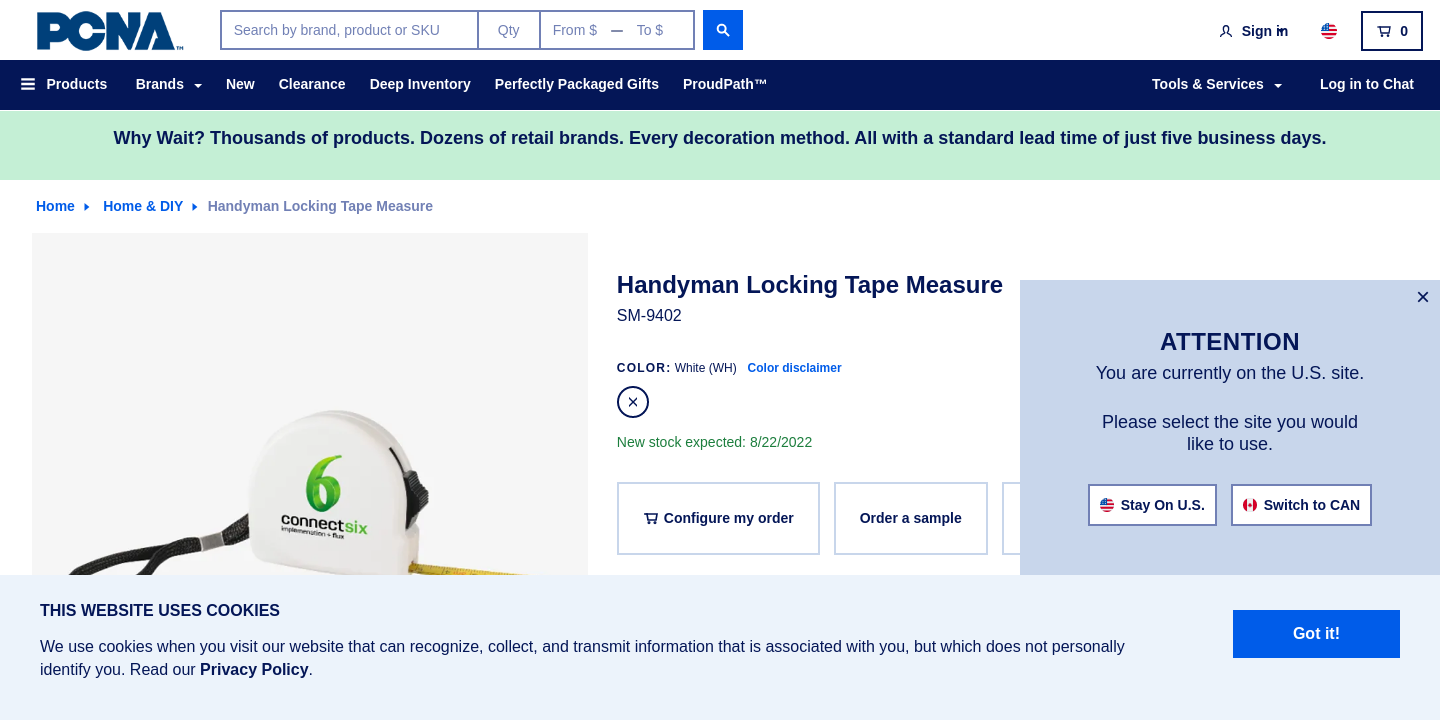 PCNA™
Search by brand, product or SKU
Qty
From $ — To $
Sign in
0
Products
Brands
New
Clearance
Deep Inventory
Perfectly Packaged Gifts
ProudPath™
Tools & Services
Log in to Chat
Why Wait? Thousands of products. Dozens of retail brands. Every decoration method. All with a standard lead time of just five business days.
Home
Home & DIY
Handyman Locking Tape Measure
6
connectsix
implementation + flux
Handyman Locking Tape Measure
SM-9402
COLOR: White (WH) Color disclaimer
New stock expected: 8/22/2022
Configure my order
Order a sample
×
ATTENTION
You are currently on the U.S. site.
Please select the site you would
like to use.
Stay On U.S.
Switch to CAN
THIS WEBSITE USES COOKIES
We use cookies when you visit our website that can recognize, collect, and transmit information that is associated with you, but which does not personally
identify you. Read our Privacy Policy.
Got it!